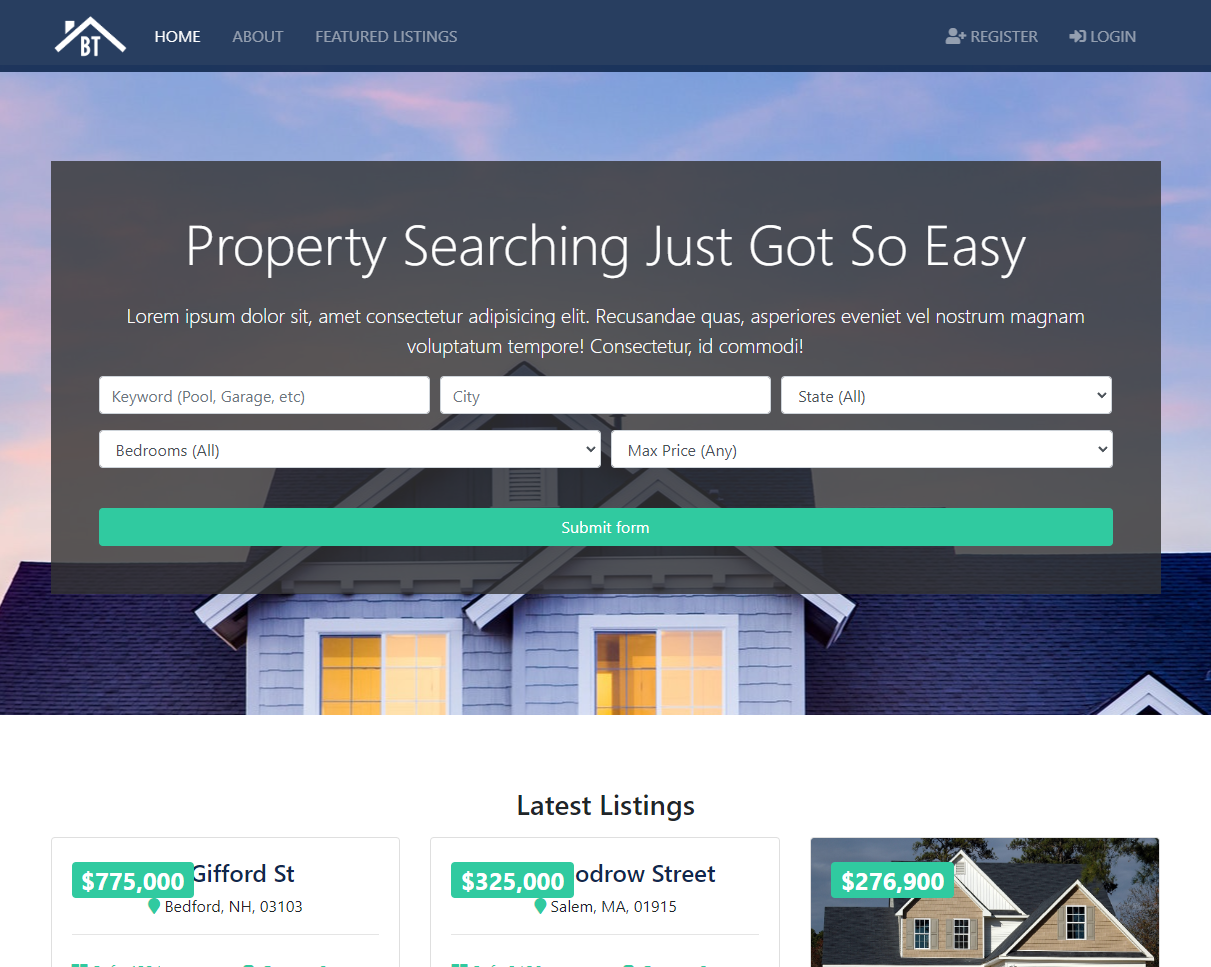 BT
HOME
ABOUT
FEATURED LISTINGS
REGISTER
LOGIN
Property Searching Just Got So Easy
Lorem ipsum dolor sit, amet consectetur adipisicing elit. Recusandae quas, asperiores eveniet vel nostrum magnam
voluptatum tempore! Consectetur, id commodi!
Keyword (Pool, Garage, etc)
City
State (All)
Bedrooms (All)
Max Price (Any)
Submit form
Latest Listings
$775,000 Gifford St
Bedford, NH, 03103
$325,000 odrow Street
Salem, MA, 01915
$276,900